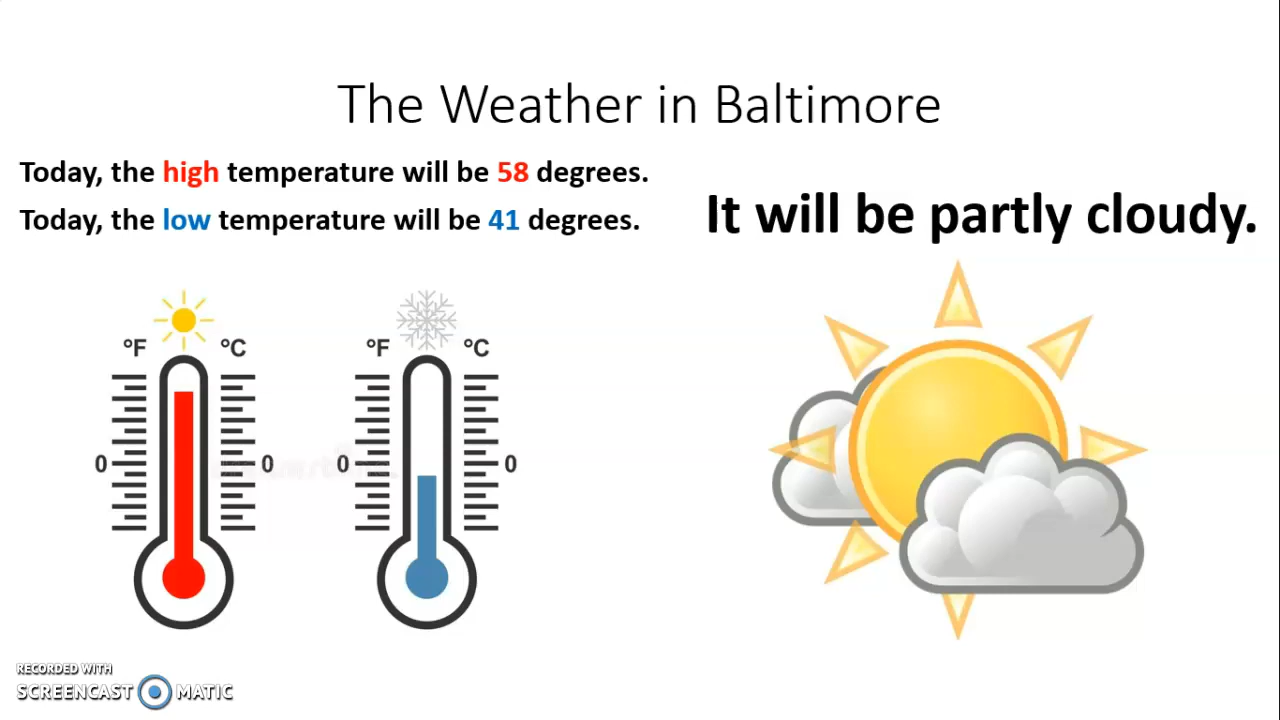 The Weather in Baltimore
Today, the high temperature will be 58 degrees.
Today, the low temperature will be 41 degrees.
It will be partly cloudy.
°F °C
0 0
°F °C
0 0
RECORDED WITH
SCREENCAST MATIC